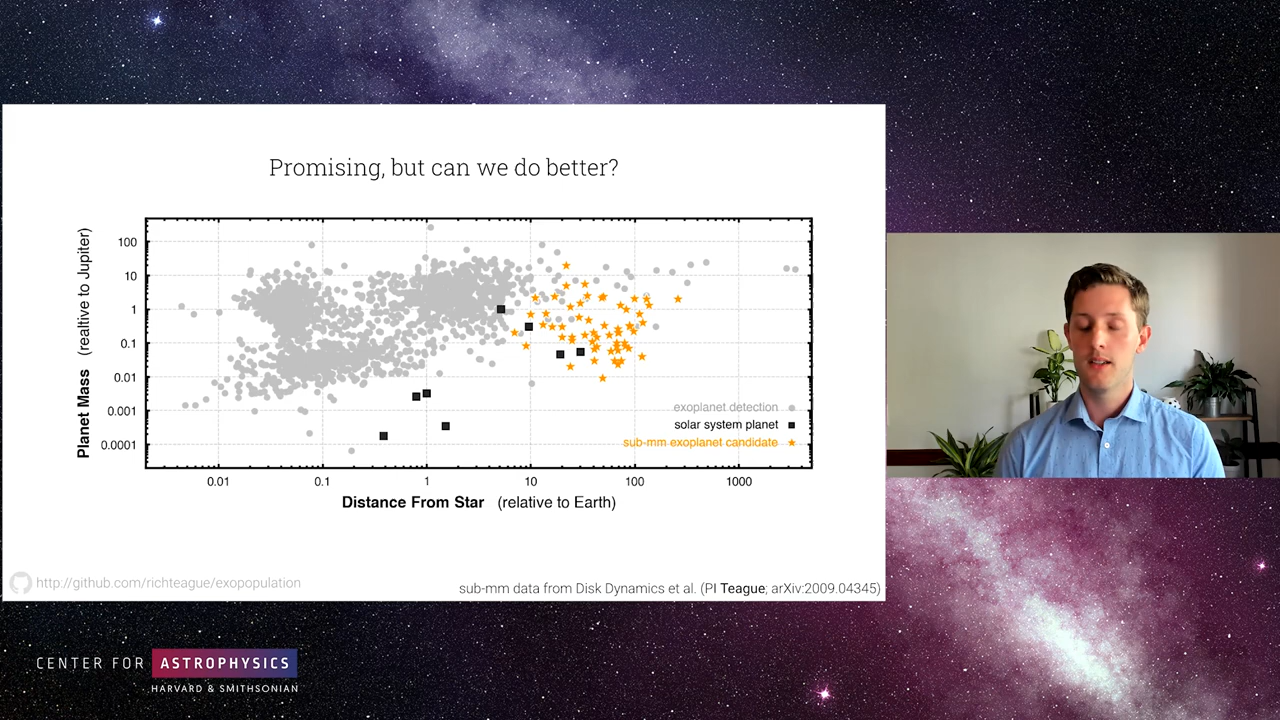 Promising, but can we do better?
Planet Mass (realtive to Jupiter)
100
10
1
0.1
0.01
0.001
0.0001
exoplanet detection
solar system planet
sub-mm exoplanet candidate
0.01 0.1 1 10 100 1000
Distance From Star (relative to Earth)
http://github.com/richteague/exopopulation
sub-mm data from Disk Dynamics et al. (PI Teague; arXiv:2009.04345)
CENTER FOR ASTROPHYSICS
HARVARD & SMITHSONIAN